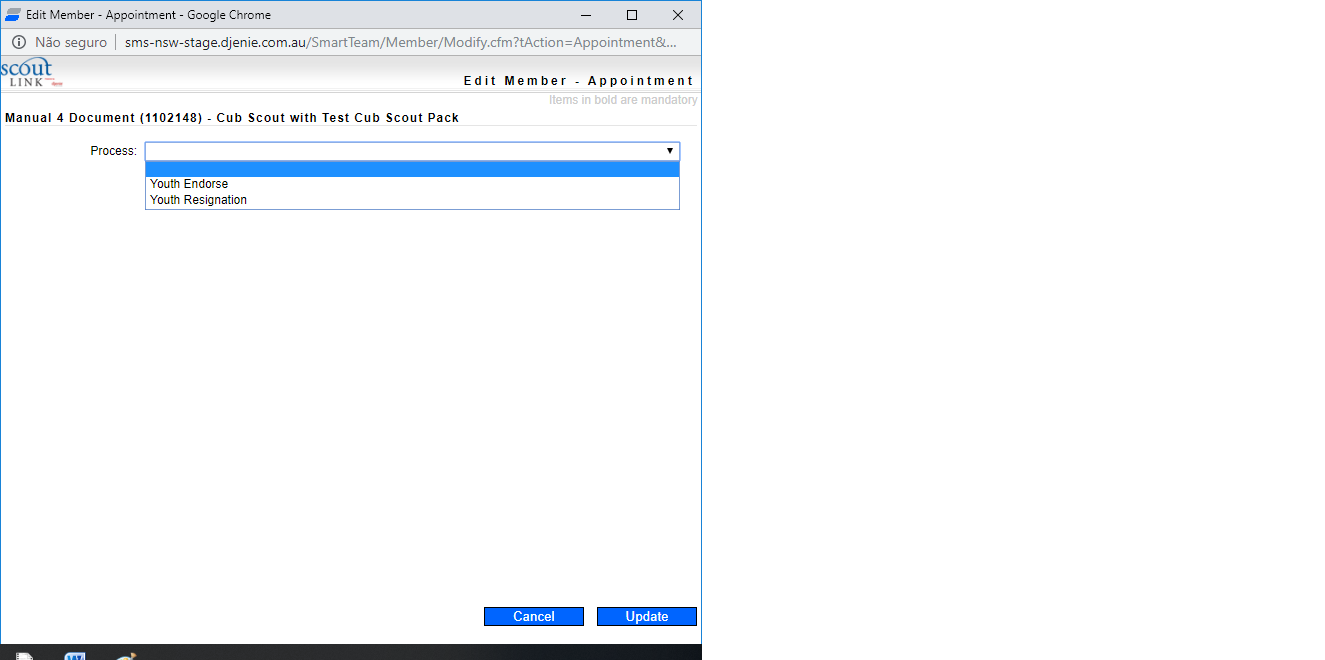 Edit Member - Appointment - Google Chrome
Não seguro sms-nsw-stage.djenie.com.au/SmartTeam/Member/Modify.cfm?tAction=Appointment&...
scout
LINK
Edit Member - Appointment
Items in bold are mandatory
Manual 4 Document (1102148) - Cub Scout with Test Cub Scout Pack
Process:
Youth Endorse
Youth Resignation
Cancel Update